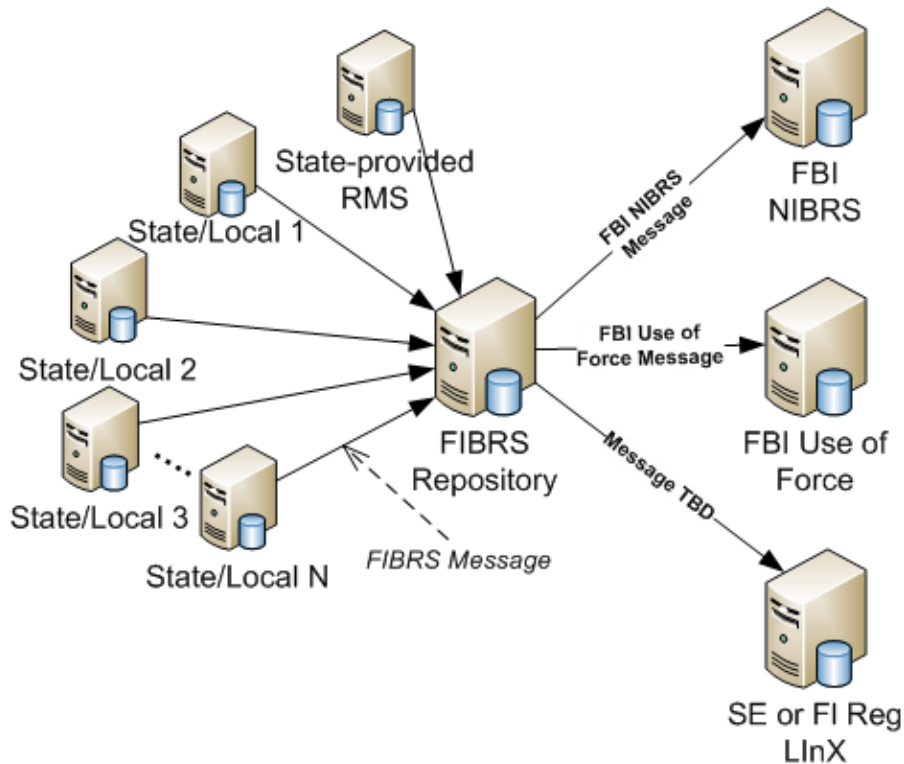 State-provided
RMS
State/Local 1
State/Local 2
State/Local 3
State/Local N
FIBRS Message
FIBRS
Repository
FBI NIBRS
Message
FBI Use of
Force Message
Message TBD
FBI
NIBRS
FBI Use of
Force
SE or FI Reg
LInX